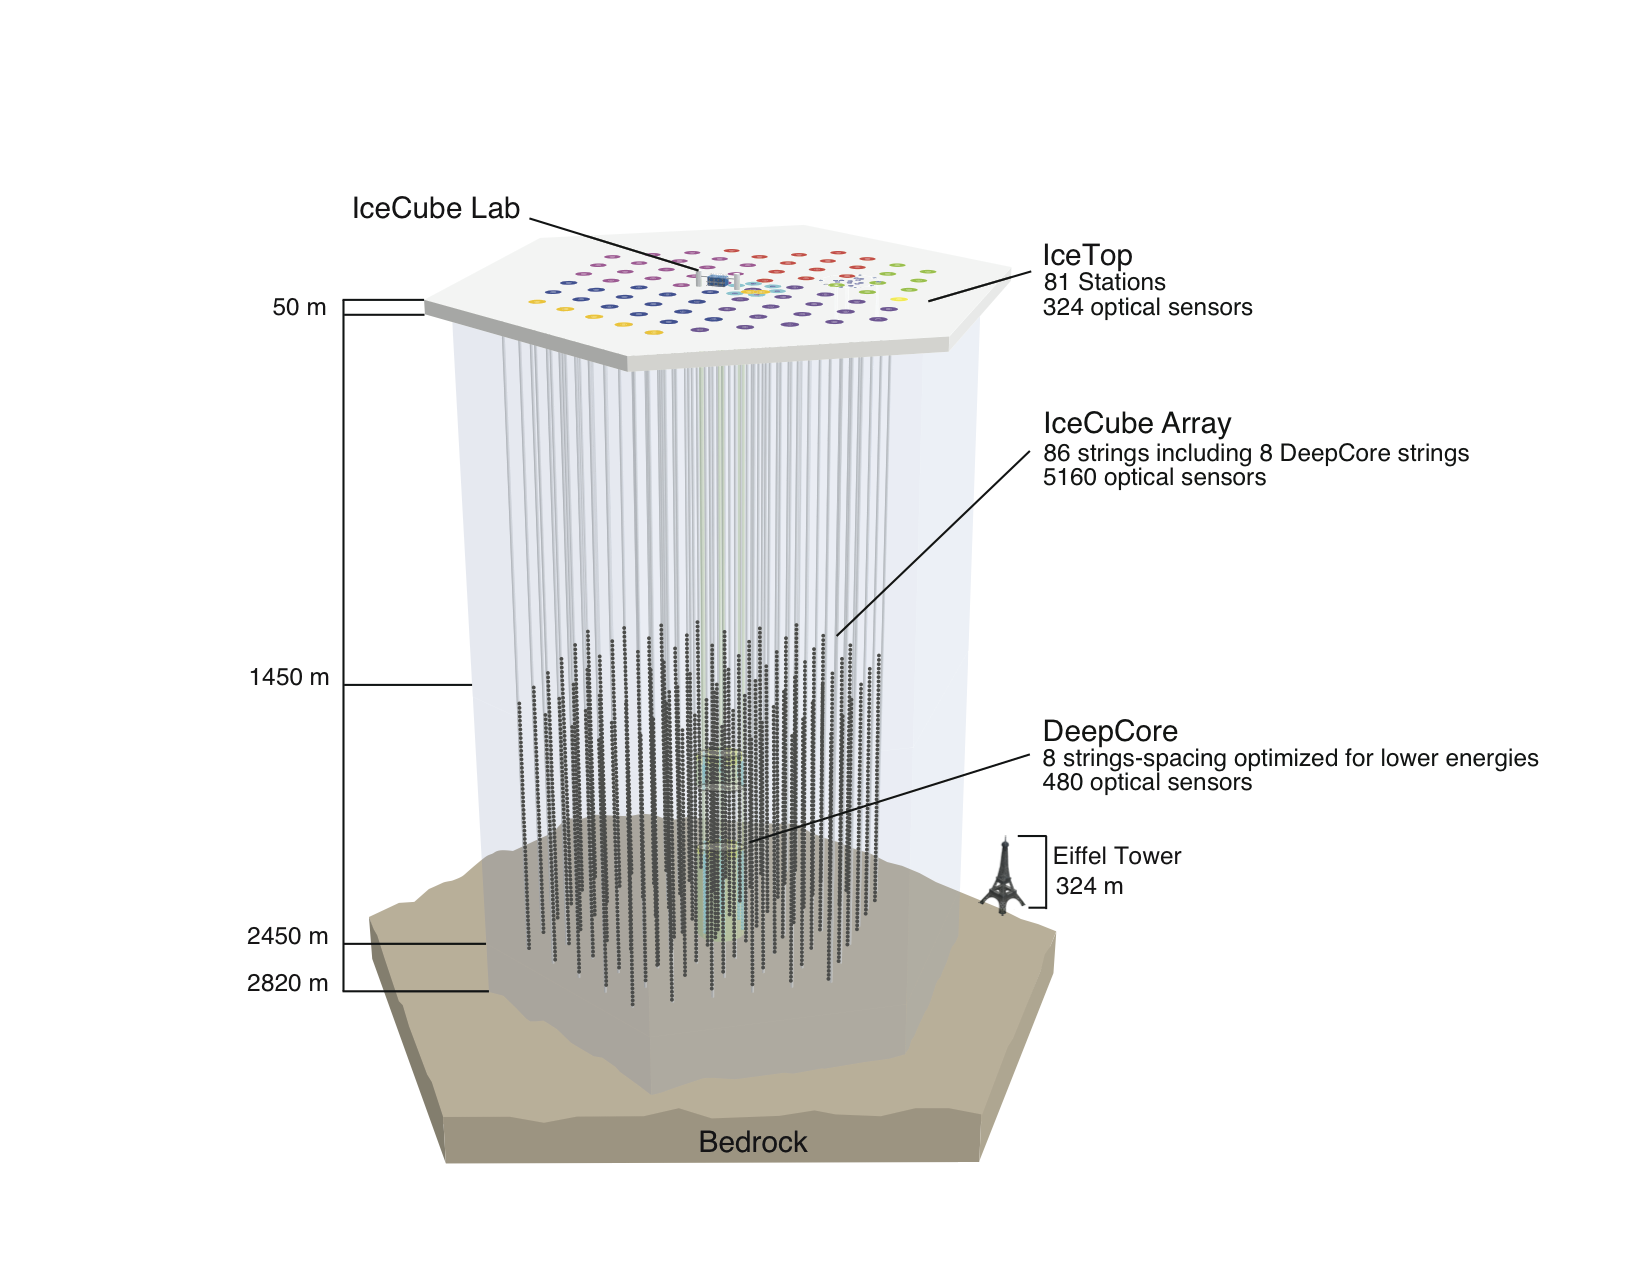 IceCube Lab
IceTop
81 Stations
324 optical sensors
50 m
IceCube Array
86 strings including 8 DeepCore strings
5160 optical sensors
1450 m
DeepCore
8 strings-spacing optimized for lower energies
480 optical sensors
Eiffel Tower
324 m
2450 m
2820 m
Bedrock